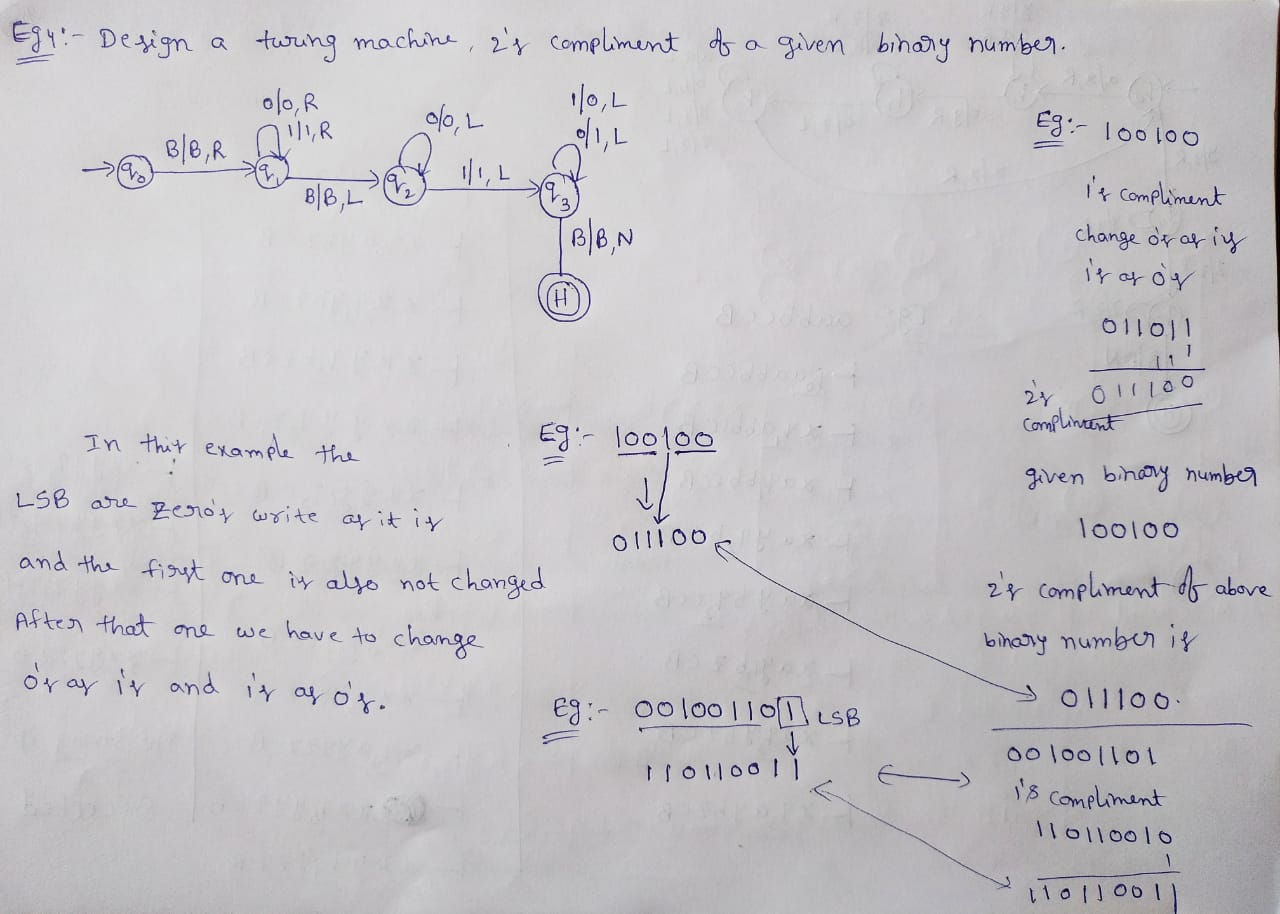 Eg4:- Design a turing machine, 2's compliment of a given binary number.
0/0,R
1/1,R
0/0,L
1/0,L
0/1,L
B/B,R
B/B,L
1/1,L
q0
q1
q2
q3
B/B,N
H
Eg:- 100100
1's compliment
change 0's as 1's
1's as 0's
011011
1 1 1
2's 011100
compliment
given binary number
100100
2's compliment of above
binary number is
011100.
In this example the
LSB are zero's write as it is
and the first one is also not changed
After that one we have to change
0's as 1's and 1's as 0's.
Eg:- 100100
011100
Eg:- 001001101 LSB
110110011
001001101
1's compliment
110110010
1
110110011